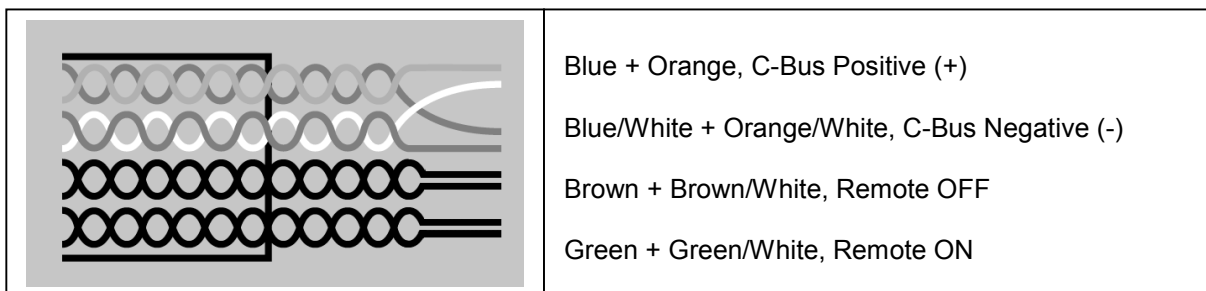 Blue + Orange, C-Bus Positive (+)
Blue/White + Orange/White, C-Bus Negative (-)
Brown + Brown/White, Remote OFF
Green + Green/White, Remote ON